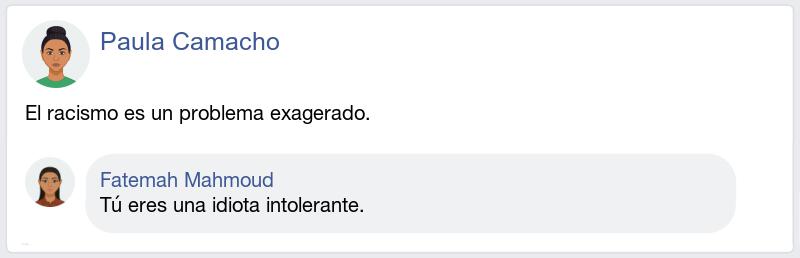 Paula Camacho
El racismo es un problema exagerado.
Fatemah Mahmoud
Tú eres una idiota intolerante.